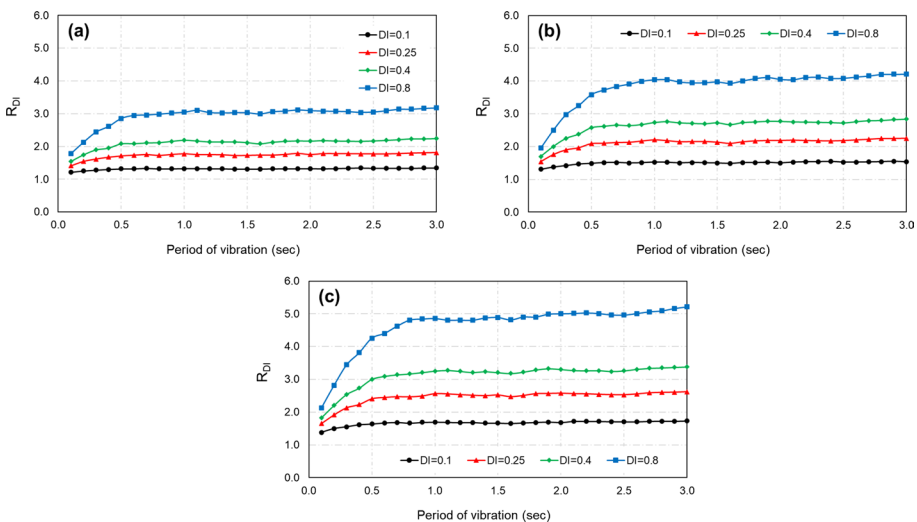 (a)
6.0
5.0
4.0
3.0
2.0
1.0
0.0
R_DI
DI=0.1
DI=0.25
DI=0.4
DI=0.8
0.0 0.5 1.0 1.5 2.0 2.5 3.0
Period of vibration (sec)
(b)
6.0
5.0
4.0
3.0
2.0
1.0
0.0
R_DI
DI=0.1 DI=0.25 DI=0.4 DI=0.8
0.0 0.5 1.0 1.5 2.0 2.5 3.0
Period of vibration (sec)
(c)
6.0
5.0
4.0
3.0
2.0
1.0
0.0
R_DI
DI=0.1 DI=0.25 DI=0.4 DI=0.8
0.0 0.5 1.0 1.5 2.0 2.5 3.0
Period of vibration (sec)